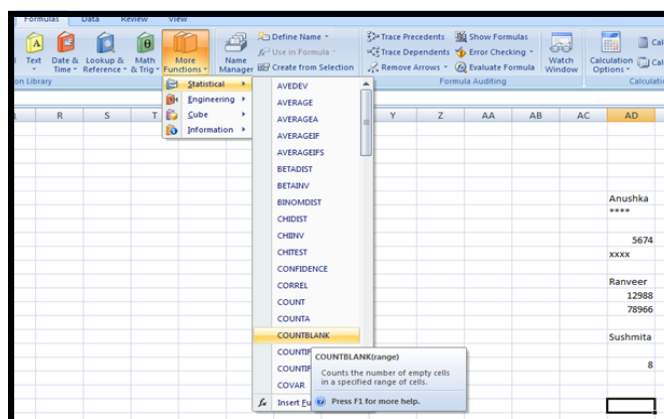 Formulas Data Review View
Text Date & Time Lookup & Reference Math & Trig More Functions Name Manager Define Name Use in Formula Create from Selection Trace Precedents Trace Dependents Remove Arrows Show Formulas Error Checking Evaluate Formula Watch Window Calculation Options
Formula Auditing
Statistical
Engineering
Cube
Information
R S T Y Z AA AB AC AD
AVEDEV
AVERAGE
AVERAGEA
AVERAGEIF
AVERAGEIFS
BETADIST
BETAINV
BINOMDIST
CHIDIST
CHIINV
CHITEST
CONFIDENCE
CORREL
COUNT
COUNTA
COUNTBLANK
COVAR
Insert
COUNTBLANK(range)
Counts the number of empty cells
in a specified range of cells.
Press F1 for more help.
Anushka
****
5674
xxxx
Ranveer
12988
78966
Sushmita
8